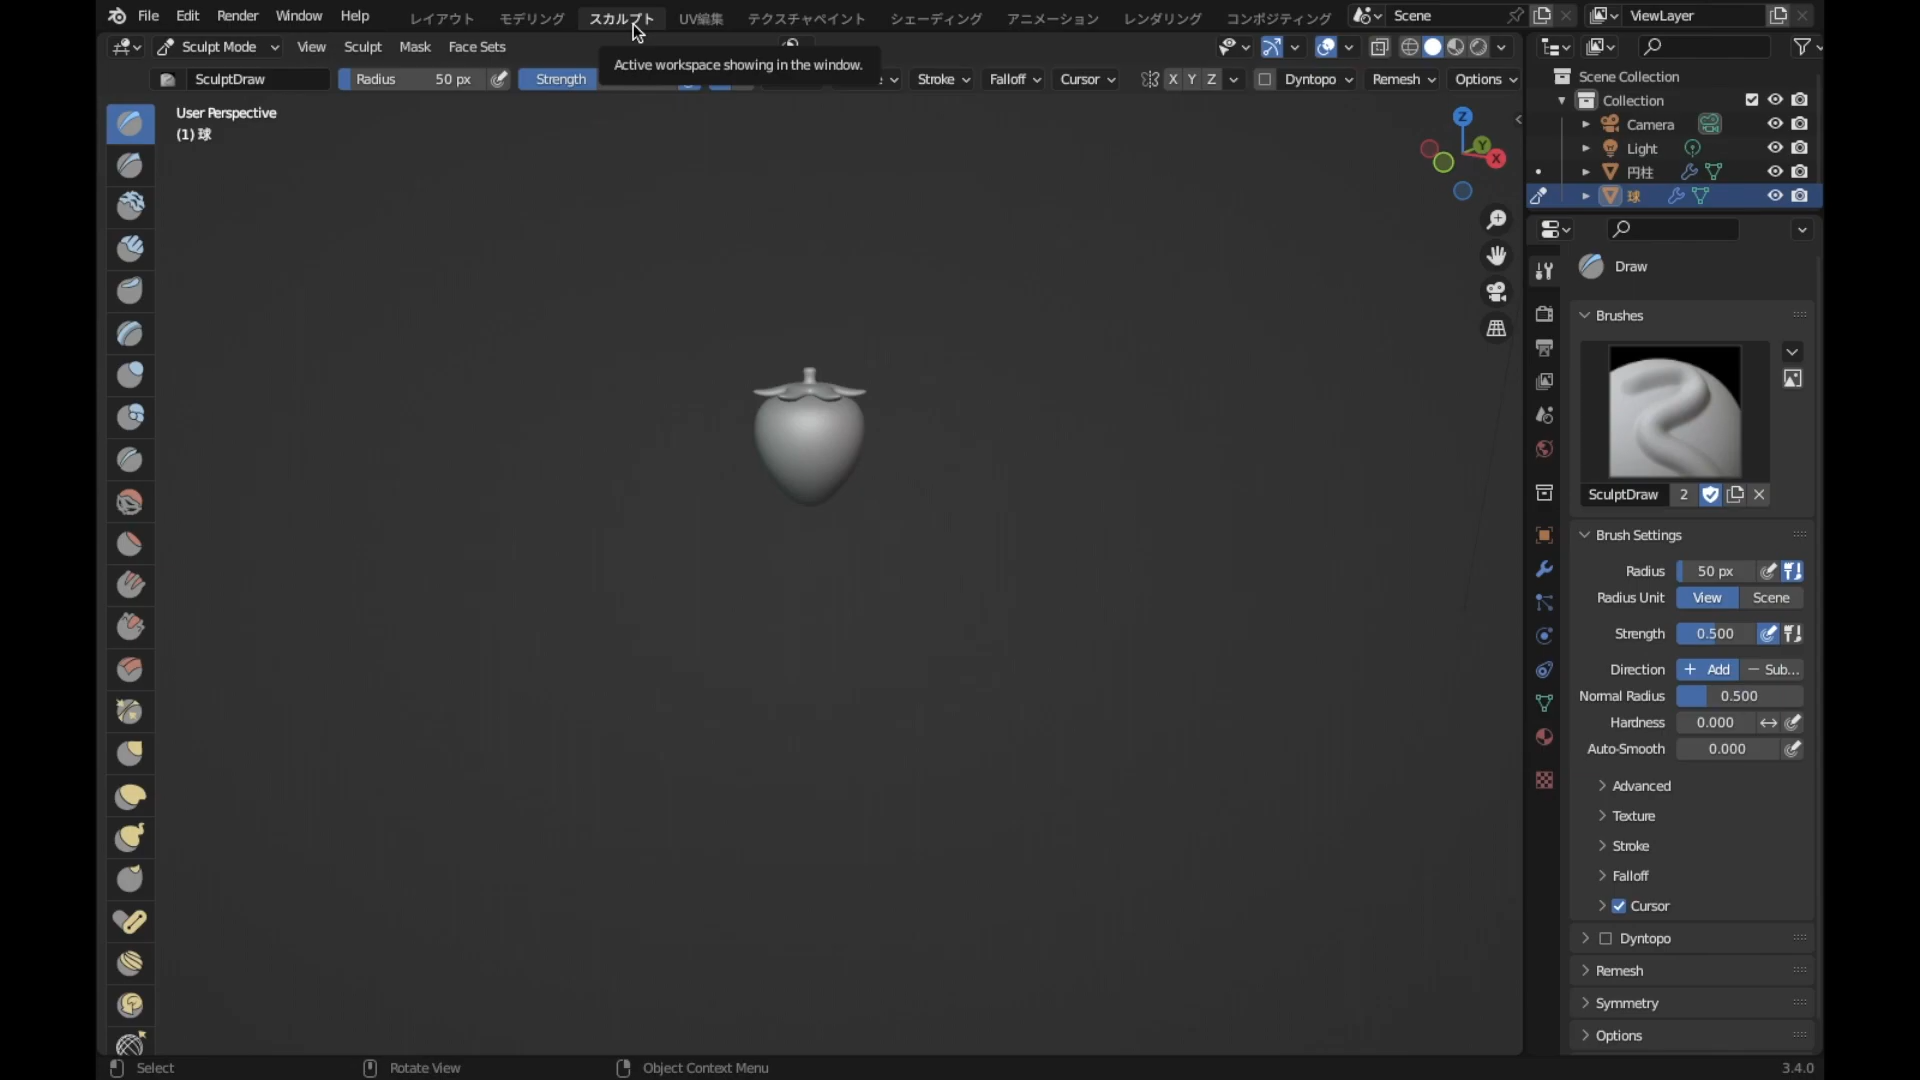 File Edit Render Window Help レイアウト モデリング スカルプト UV編集 テクスチャペイント シェーディング アニメーション レンダリング コンポジティング Scene ViewLayer
Sculpt Mode View Sculpt Mask Face Sets
Active workspace showing in the window.
SculptDraw Radius 50 px Strength Stroke Falloff Cursor X Y Z Dyntopo Remesh Options
User Perspective
(1) 球
Z
Y
X
Scene Collection
Collection
Camera
Light
円柱
球
Draw
Brushes
SculptDraw 2
Brush Settings
Radius 50 px
Radius Unit View Scene
Strength 0.500
Direction + Add − Sub...
Normal Radius 0.500
Hardness 0.000
Auto-Smooth 0.000
Advanced
Texture
Stroke
Falloff
Cursor
Dyntopo
Remesh
Symmetry
Options
Select Rotate View Object Context Menu 3.4.0